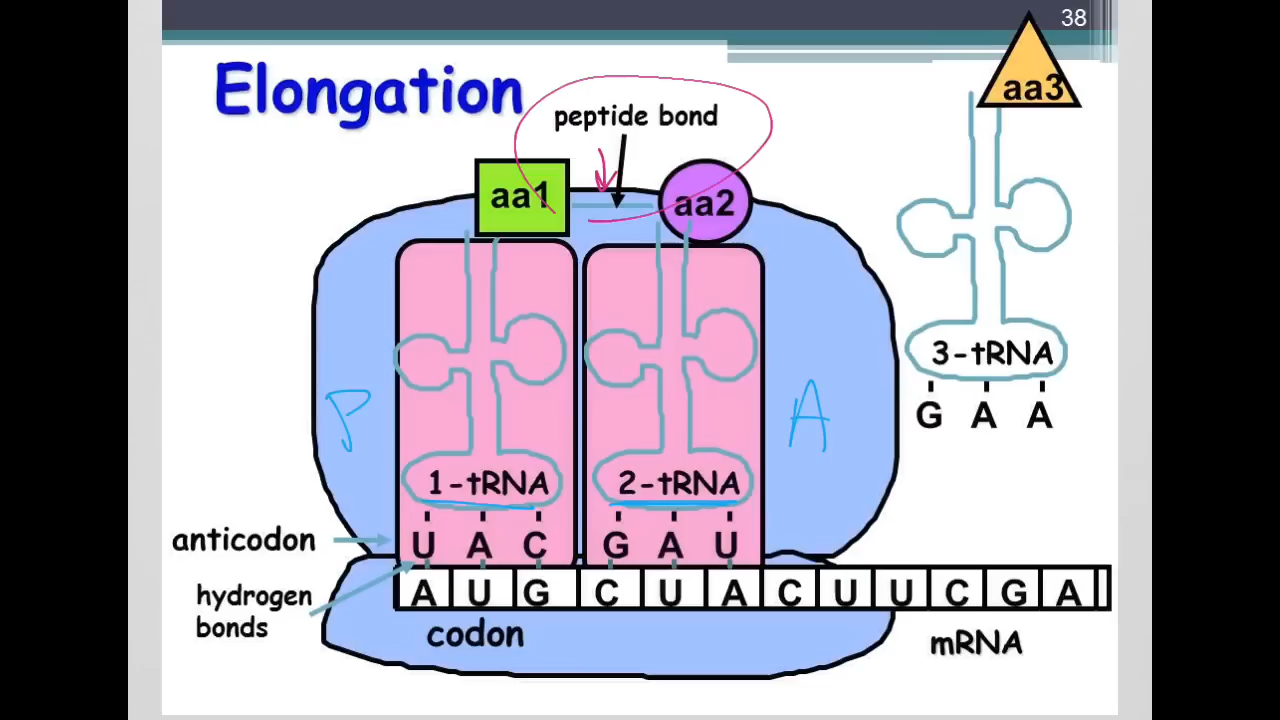 38
Elongation
peptide bond
aa3
aa1
aa2
P
A
3-tRNA
G A A
1-tRNA
2-tRNA
anticodon
U A C G A U
hydrogen
bonds
A U G C U A C U U C G A
codon
mRNA